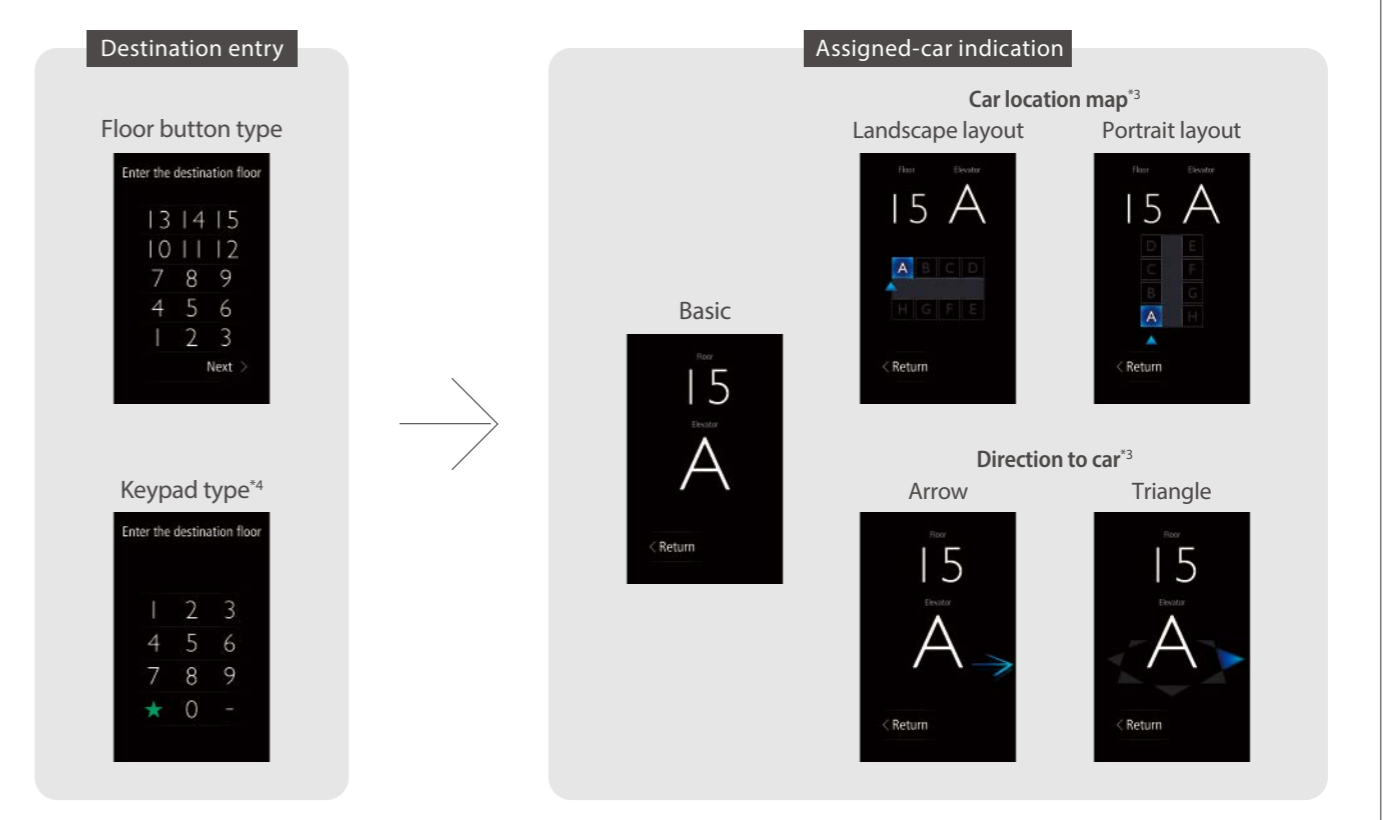 Destination entry
Floor button type
Enter the destination floor
13 14 15
10 11 12
7 8 9
4 5 6
1 2 3
Next >
Keypad type*4
Enter the destination floor
1 2 3
4 5 6
7 8 9
★ 0 -
Assigned-car indication
Basic
Floor
15
Elevator
A
< Return
Car location map*3
Landscape layout
Floor Elevator
15 A
A B C D
H G F E
< Return
Portrait layout
Floor Elevator
15 A
D E
C F
B G
A H
< Return
Direction to car*3
Arrow
Floor
15
Elevator
A
< Return
Triangle
Floor
15
Elevator
A
< Return